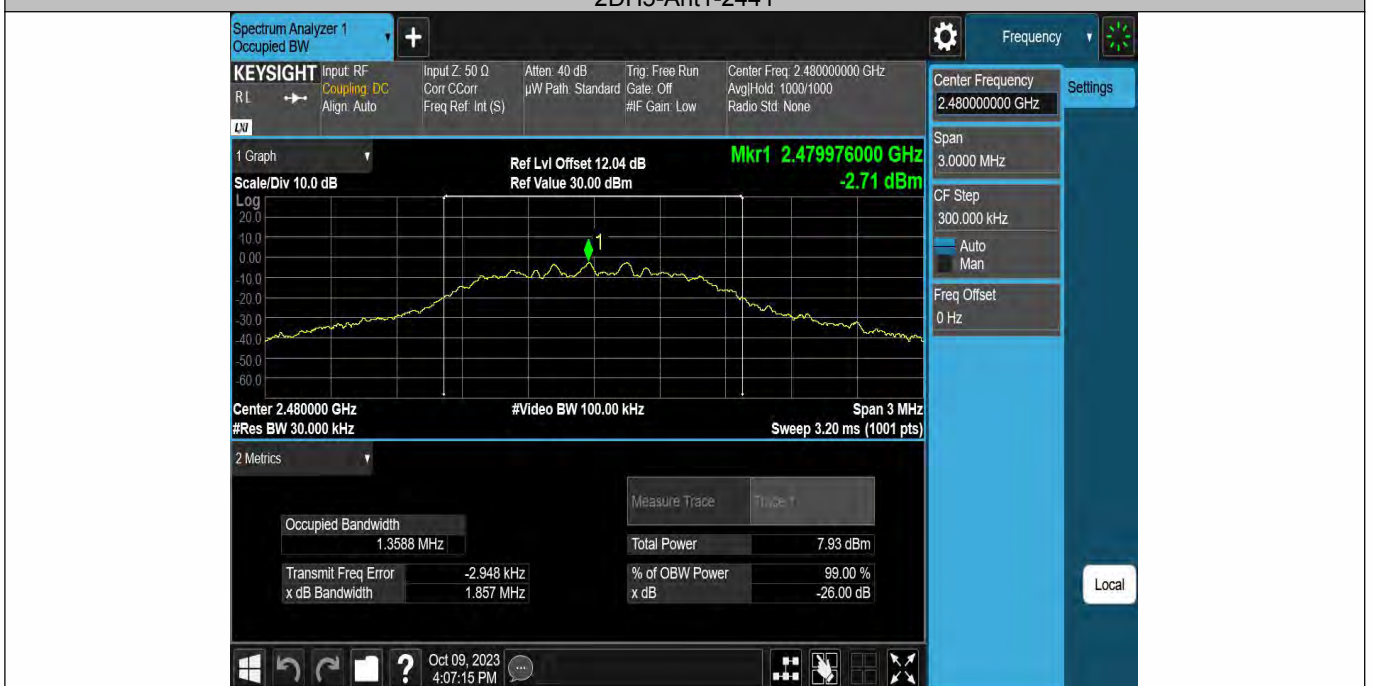 2DH5-Ant1-2441
Spectrum Analyzer 1
Occupied BW
Frequency
KEYSIGHT
RL
LXI
Input: RF
Coupling: DC
Align: Auto
Input Z: 50 Ω
Corr CCorr
Freq Ref: Int (S)
Atten: 40 dB
µW Path: Standard
Trig: Free Run
Gate: Off
#IF Gain: Low
Center Freq: 2.480000000 GHz
Avg|Hold: 1000/1000
Radio Std: None
Center Frequency
2.480000000 GHz
Settings
Span
3.0000 MHz
CF Step
300.000 kHz
Auto
Man
Freq Offset
0 Hz
Local
1 Graph
Scale/Div 10.0 dB
Ref Lvl Offset 12.04 dB
Ref Value 30.00 dBm
Mkr1 2.479976000 GHz
-2.71 dBm
Log
20.0
10.0
0.00
-10.0
-20.0
-30.0
-40.0
-50.0
-60.0
1
Center 2.480000 GHz
#Video BW 100.00 kHz
Span 3 MHz
#Res BW 30.000 kHz
Sweep 3.20 ms (1001 pts)
2 Metrics
Measure Trace
Trace 1
Occupied Bandwidth
1.3588 MHz
Total Power 7.93 dBm
Transmit Freq Error -2.948 kHz
% of OBW Power 99.00 %
x dB Bandwidth 1.857 MHz
x dB -26.00 dB
?
Oct 09, 2023
4:07:15 PM